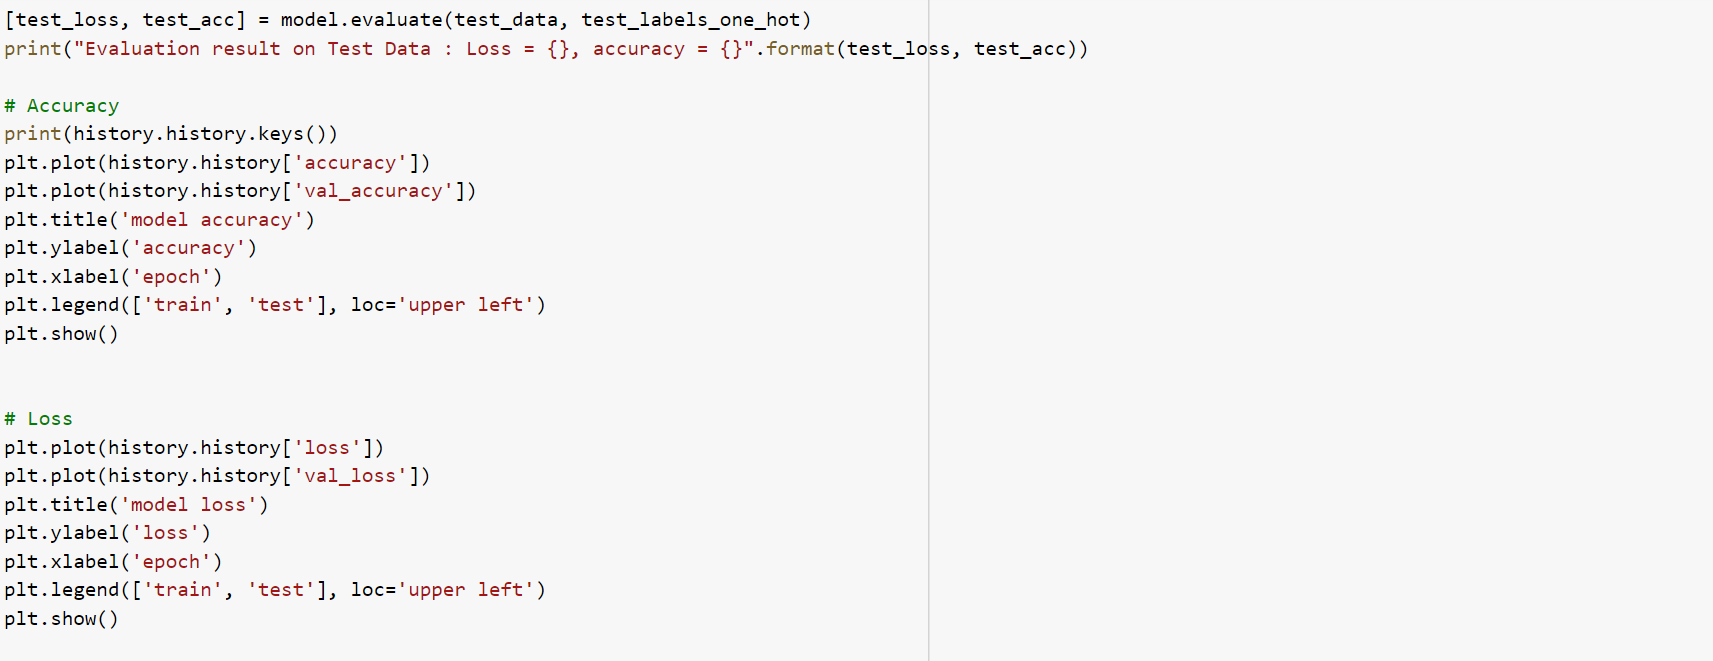 [test_loss, test_acc] = model.evaluate(test_data, test_labels_one_hot)
print("Evaluation result on Test Data : Loss = {}, accuracy = {}".format(test_loss, test_acc))
# Accuracy
print(history.history.keys())
plt.plot(history.history['accuracy'])
plt.plot(history.history['val_accuracy'])
plt.title('model accuracy')
plt.ylabel('accuracy')
plt.xlabel('epoch')
plt.legend(['train', 'test'], loc='upper left')
plt.show()
# Loss
plt.plot(history.history['loss'])
plt.plot(history.history['val_loss'])
plt.title('model loss')
plt.ylabel('loss')
plt.xlabel('epoch')
plt.legend(['train', 'test'], loc='upper left')
plt.show()